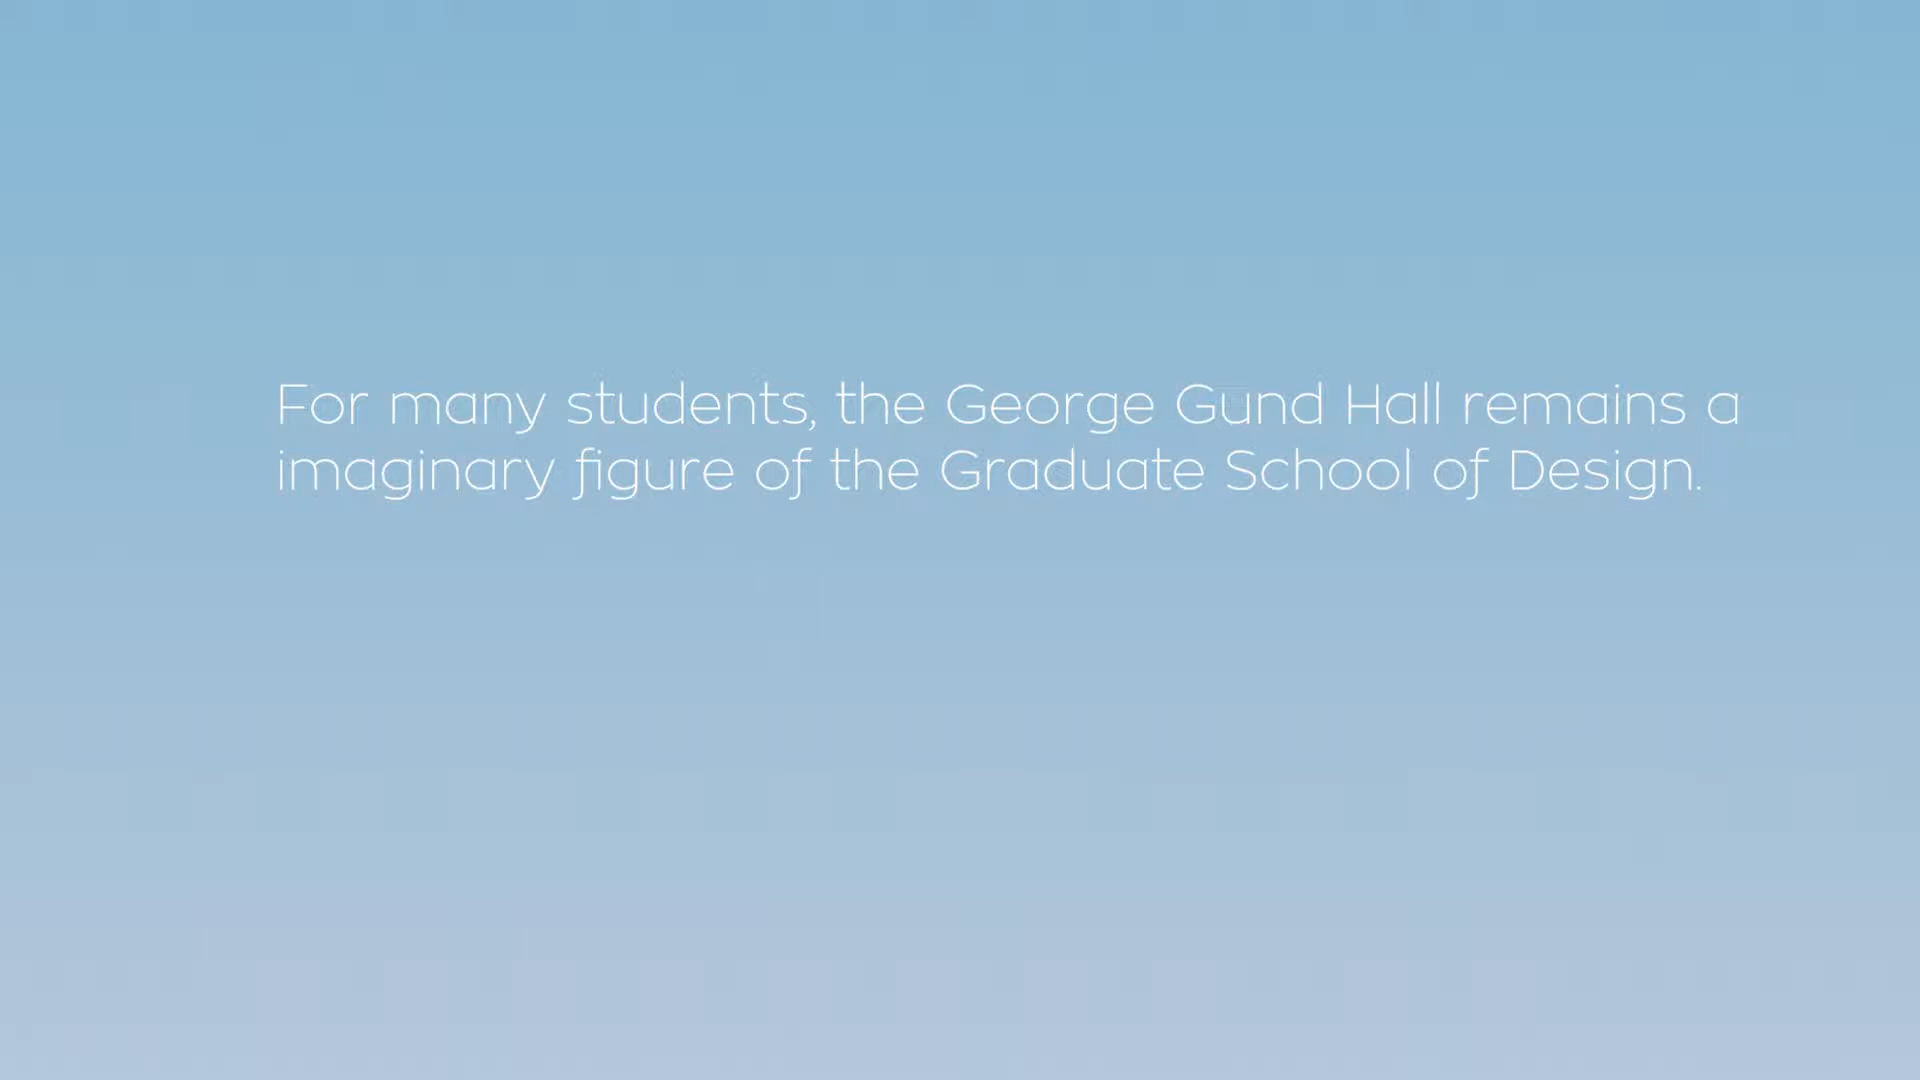 For many students, the George Gund Hall remains a
imaginary figure of the Graduate School of Design.